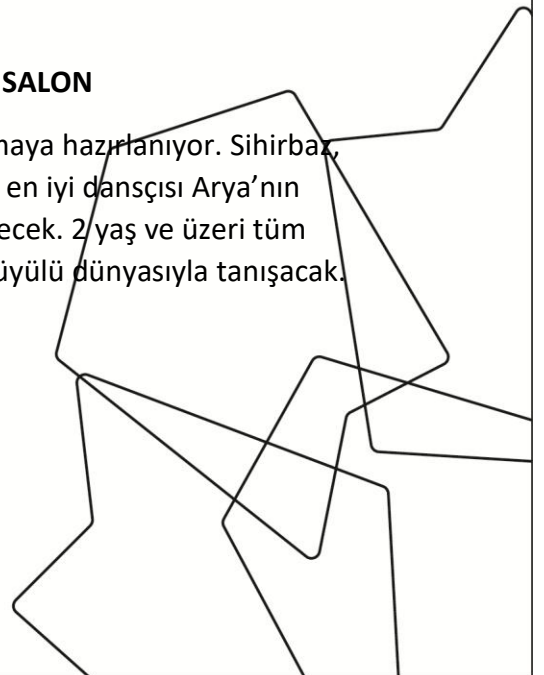 SALON
maya hazırlanıyor. Sihirbaz,
en iyi dansçısı Arya’nın
ecek. 2 yaş ve üzeri tüm
üyülü dünyasıyla tanışacak.